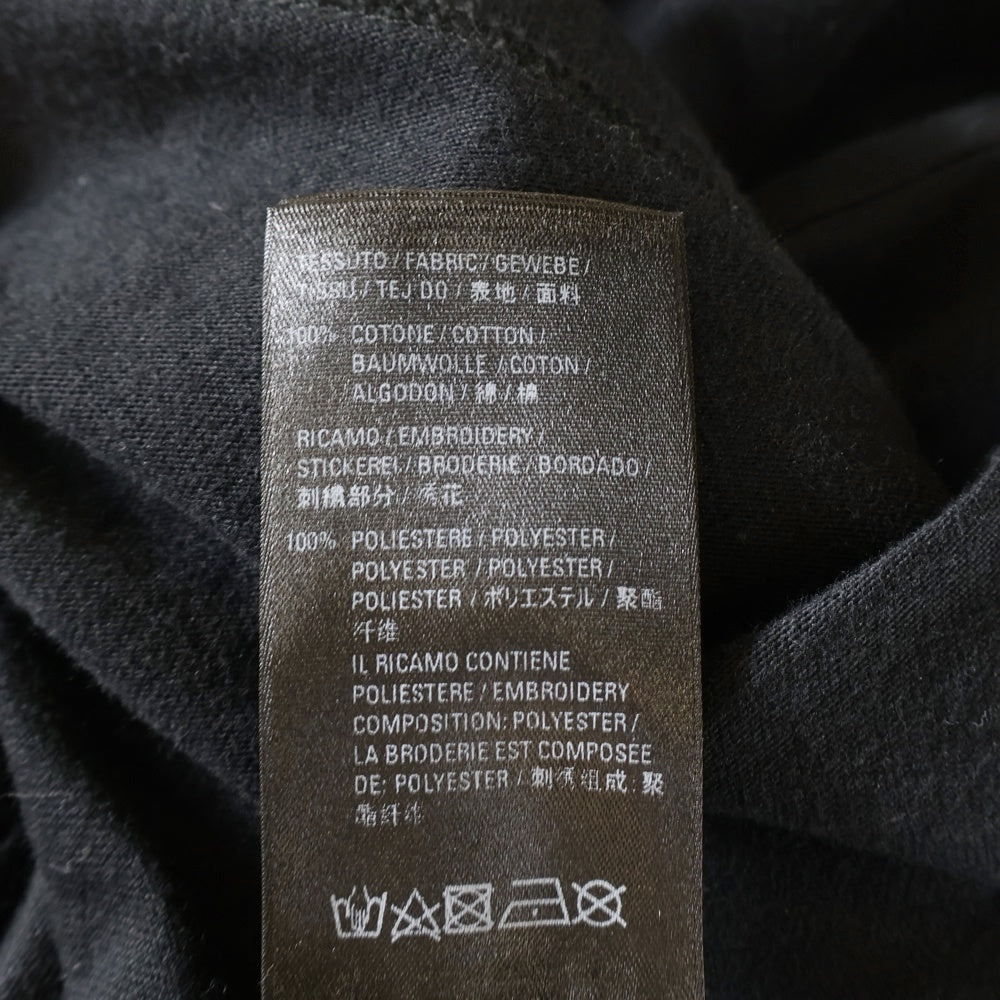 TESSUTO / FABRIC / GEWEBE /
TISSU / TEJIDO / 表地 / 面料
100% COTONE / COTTON /
BAUMWOLLE / COTON /
ALGODON / 綿 / 棉
RICAMO / EMBROIDERY /
STICKEREI / BRODERIE / BORDADO /
刺繍部分 / 绣花
100% POLIESTERE / POLYESTER /
POLYESTER / POLYESTER /
POLIESTER / ポリエステル / 聚酯
纤维
IL RICAMO CONTIENE
POLIESTERE / EMBROIDERY
COMPOSITION: POLYESTER /
LA BRODERIE EST COMPOSEE
DE: POLYESTER / 刺绣组成: 聚
酯纤维